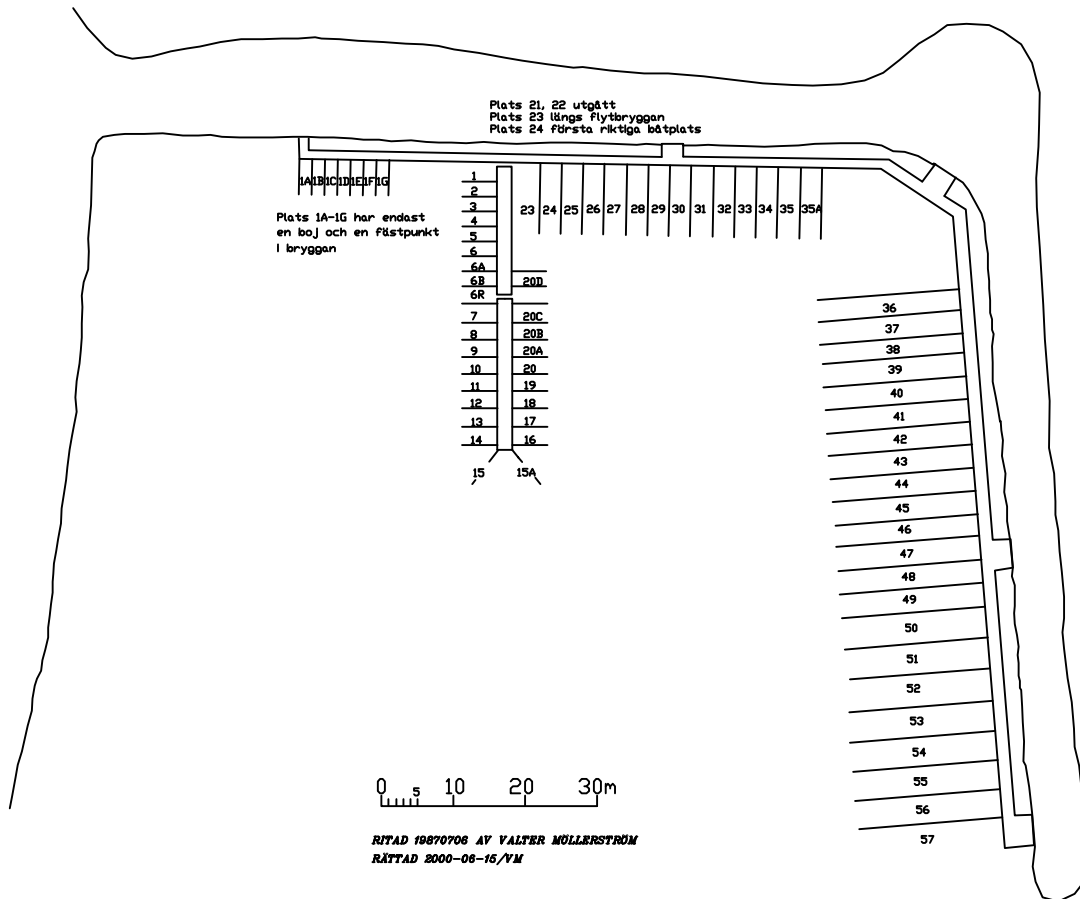 Plats 21, 22 utgått
Plats 23 längs flytbryggan
Plats 24 första riktiga båtplats
1A 1B 1C 1D 1E 1F 1G
Plats 1A-1G har endast
en boj och en fästpunkt
i bryggan
1
2
3
4
5
6
6A
6B
6R
7
8
9
10
11
12
13
14
15
20D
20C
20B
20A
20
19
18
17
16
15A
23 24 25 26 27 28 29 30 31 32 33 34 35 35A
36
37
38
39
40
41
42
43
44
45
46
47
48
49
50
51
52
53
54
55
56
57
0 5 10 20 30m
RITAD 19870706 AV VALTER MÖLLERSTRÖM
RÄTTAD 2000-06-15/VM